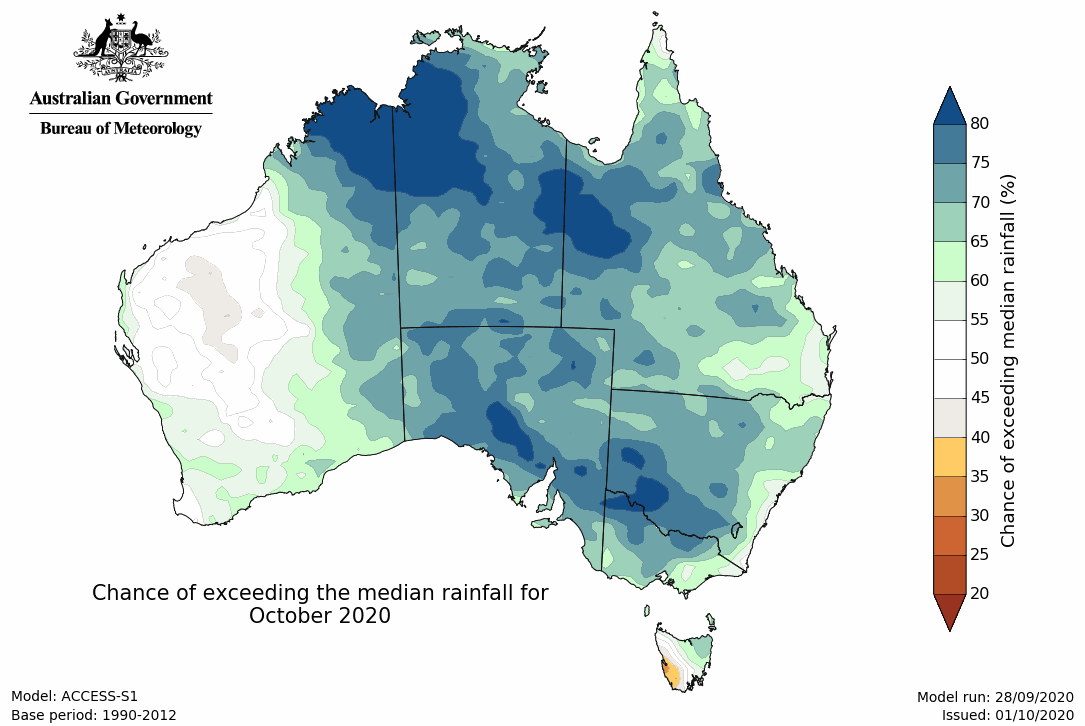 Australian Government
Bureau of Meteorology
80
75
70
65
60
55
50
45
40
35
30
25
20
Chance of exceeding median rainfall (%)
Chance of exceeding the median rainfall for
October 2020
Model: ACCESS-S1
Base period: 1990-2012
Model run: 28/09/2020
Issued: 01/10/2020